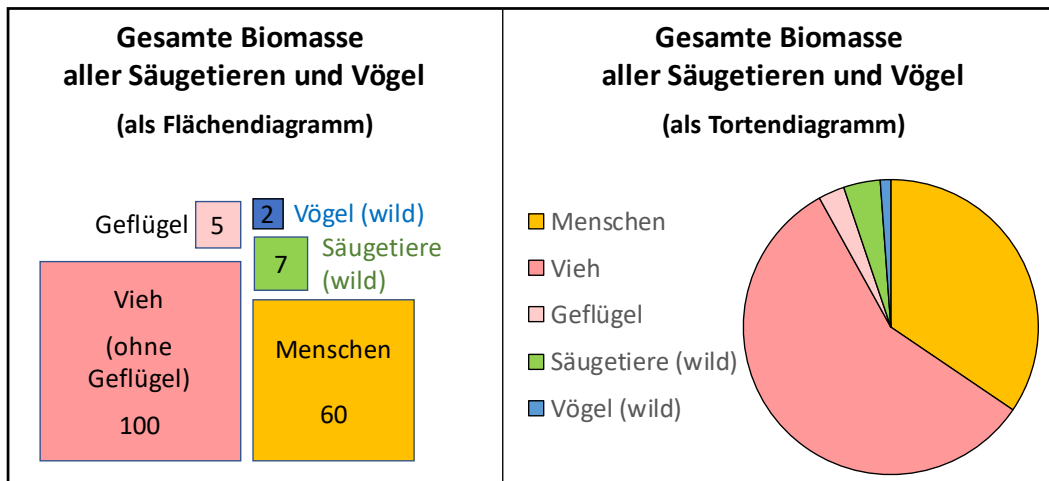 Gesamte Biomasse
aller Säugetieren und Vögel
(als Flächendiagramm)
Geflügel
5
2
Vögel (wild)
7
Säugetiere
(wild)
Vieh
(ohne
Geflügel)
100
Menschen
60
Gesamte Biomasse
aller Säugetieren und Vögel
(als Tortendiagramm)
Menschen
Vieh
Geflügel
Säugetiere (wild)
Vögel (wild)